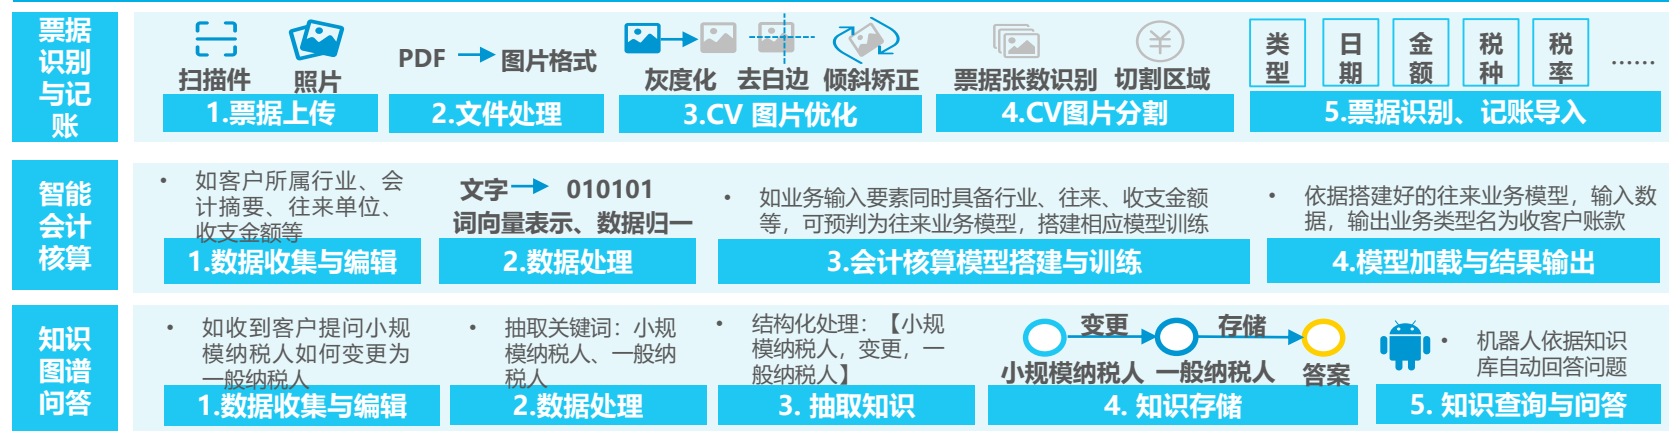 票据
识别
与记
账
扫描件
照片
1.票据上传
PDF
图片格式
2.文件处理
灰度化
去白边
倾斜矫正
3.CV 图片优化
票据张数识别
切割区域
4.CV图片分割
类
型
日
期
金
额
税
种
税
率
……
5.票据识别、记账导入
智能
会计
核算
• 如客户所属行业、会
计摘要、往来单位、
收支金额等
1.数据收集与编辑
文字
010101
词向量表示、数据归一
2.数据处理
• 如业务输入要素同时具备行业、往来、收支金额
等，可预判为往来业务模型，搭建相应模型训练
3.会计核算模型搭建与训练
• 依据搭建好的往来业务模型，输入数
据，输出业务类型名为收客户账款
4.模型加载与结果输出
知识
图谱
问答
• 如收到客户提问小规
模纳税人如何变更为
一般纳税人
1.数据收集与编辑
• 抽取关键词：小规
模纳税人、一般纳
税人
2.数据处理
• 结构化处理：【小规
模纳税人，变更，一
般纳税人】
3. 抽取知识
变更
存储
小规模纳税人
一般纳税人
答案
4. 知识存储
• 机器人依据知识
库自动回答问题
5. 知识查询与问答